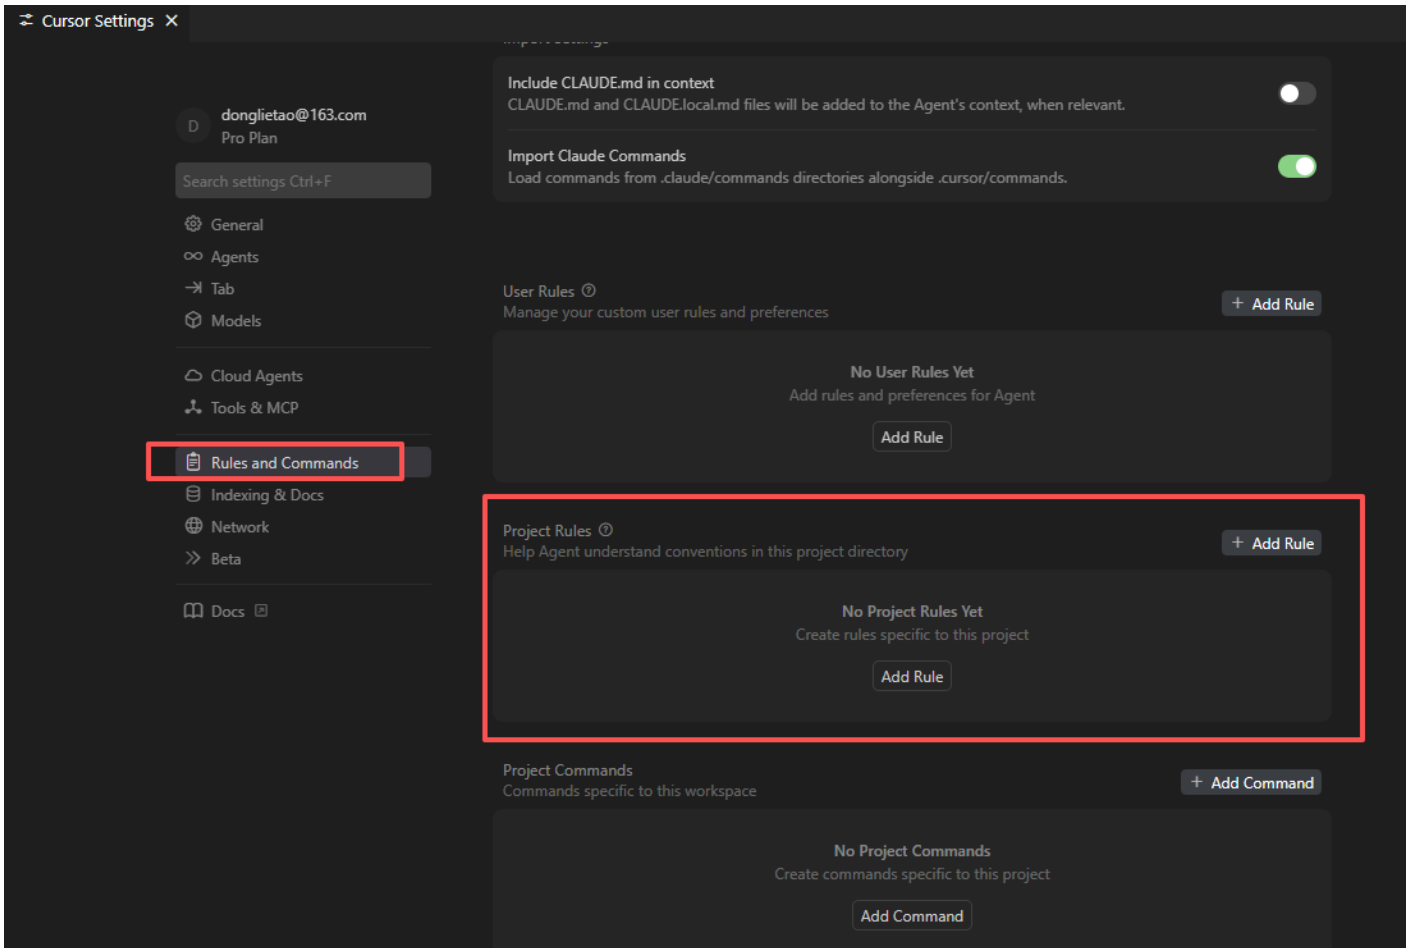 Cursor Settings
Include CLAUDE.md in context
CLAUDE.md and CLAUDE.local.md files will be added to the Agent's context, when relevant.
Import Claude Commands
Load commands from .claude/commands directories alongside .cursor/commands.
D
donglietao@163.com
Pro Plan
Search settings Ctrl+F
General
Agents
Tab
Models
Cloud Agents
Tools & MCP
Rules and Commands
Indexing & Docs
Network
Beta
Docs
User Rules
Manage your custom user rules and preferences
+ Add Rule
No User Rules Yet
Add rules and preferences for Agent
Add Rule
Project Rules
Help Agent understand conventions in this project directory
+ Add Rule
No Project Rules Yet
Create rules specific to this project
Add Rule
Project Commands
Commands specific to this workspace
+ Add Command
No Project Commands
Create commands specific to this project
Add Command